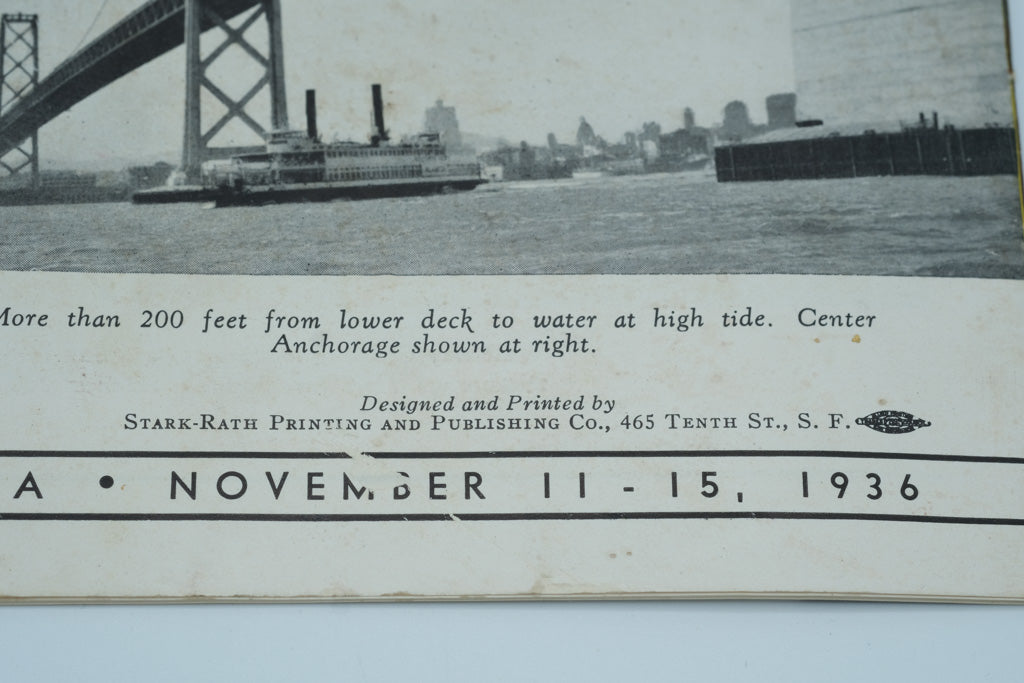 More than 200 feet from lower deck to water at high tide. Center
Anchorage shown at right.
Designed and Printed by
STARK-RATH PRINTING AND PUBLISHING CO., 465 TENTH ST., S. F.
A • NOVEMBER 11-15, 1936